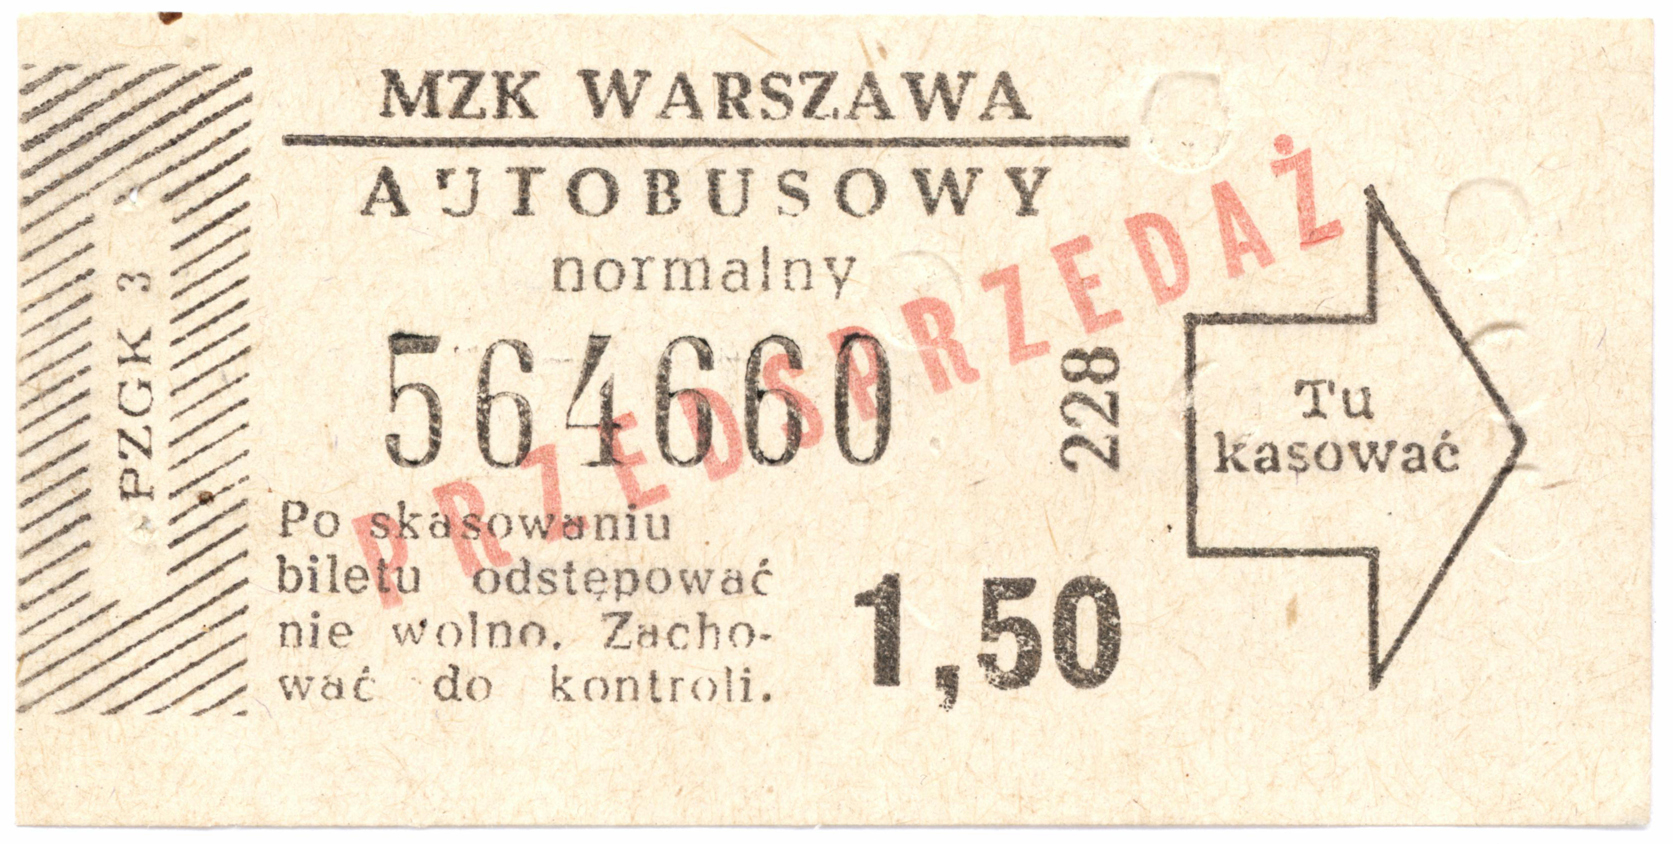 MZK WARSZAWA
AUTOBUSOWY
normalny
564660
228
PRZEDSPRZEDAŻ
Po skasowaniu
biletu odstępować
nie wolno. Zacho-
wać do kontroli.
1,50
Tu
kasować
PZGK 3